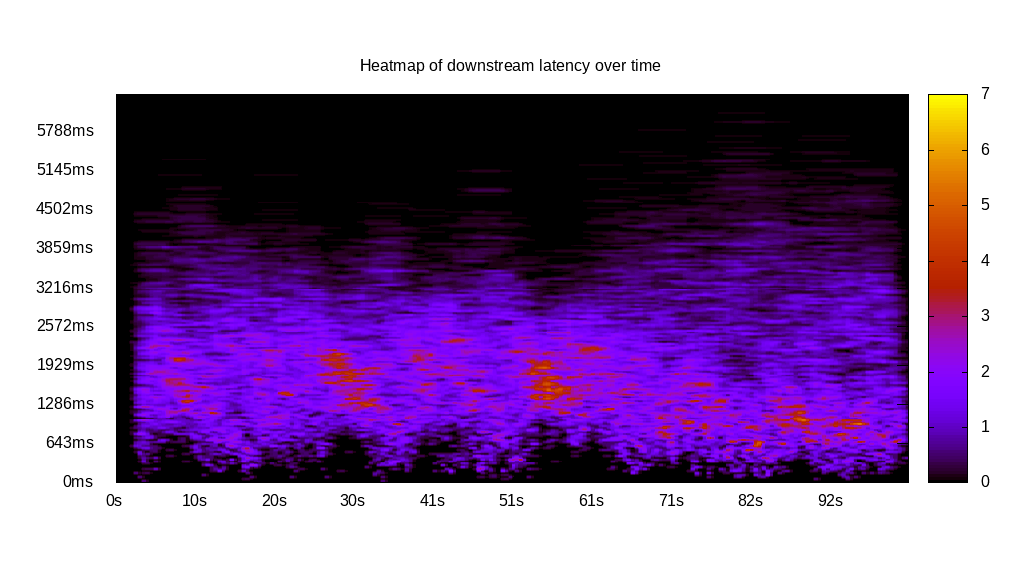 Heatmap of downstream latency over time
5788ms
5145ms
4502ms
3859ms
3216ms
2572ms
1929ms
1286ms
643ms
0ms
0s 10s 20s 30s 41s 51s 61s 71s 82s 92s
7
6
5
4
3
2
1
0